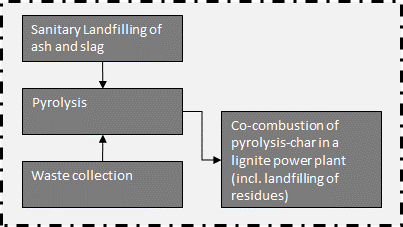 Sanitary Landfilling of
ash and slag
Pyrolysis
Waste collection
Co-combustion of
pyrolysis-char in a
lignite power plant
(incl. landfilling of
residues)